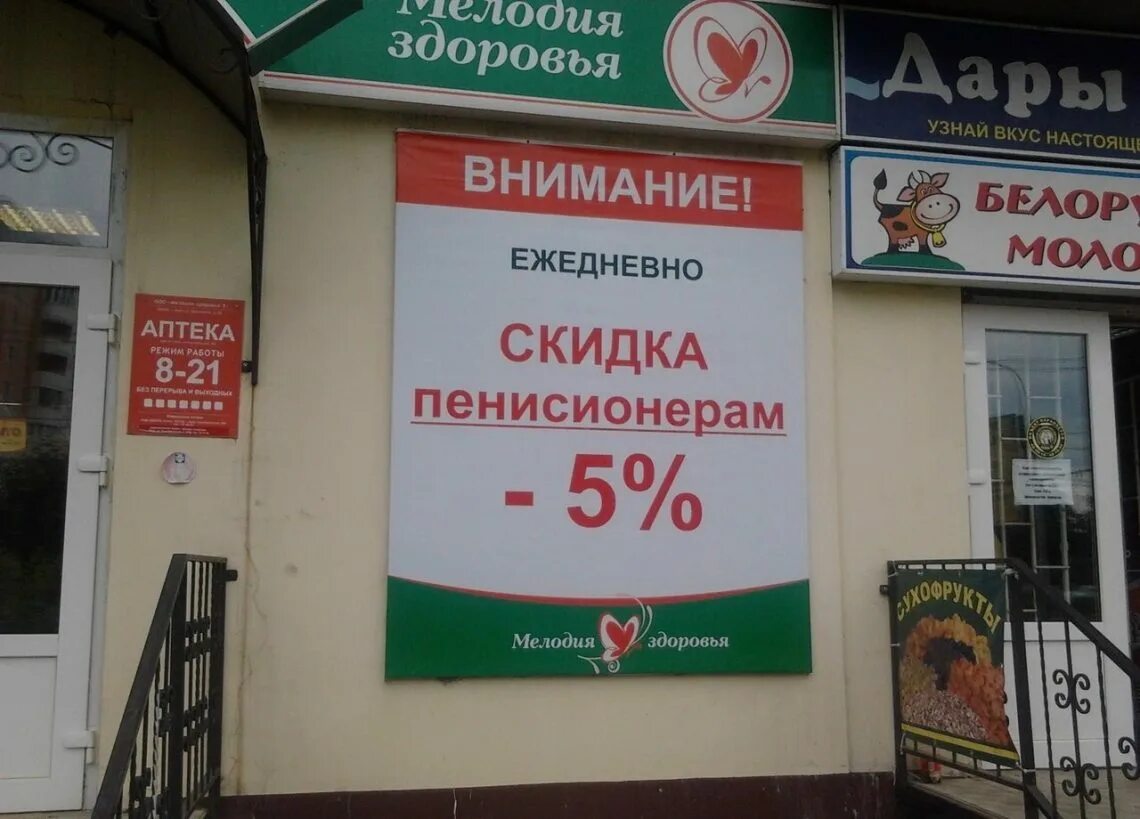 Мелодия
здоровья
Дары
УЗНАЙ ВКУС НАСТОЯЩЕ
БЕЛОРУ
МОЛО
ВНИМАНИЕ!
ЕЖЕДНЕВНО
СКИДКА
пенисионерам
- 5%
Мелодия здоровья
АПТЕКА
РЕЖИМ РАБОТЫ
8-21
БЕЗ ПЕРЕРЫВА И ВЫХОДНЫХ
СУХОФРУКТЫ